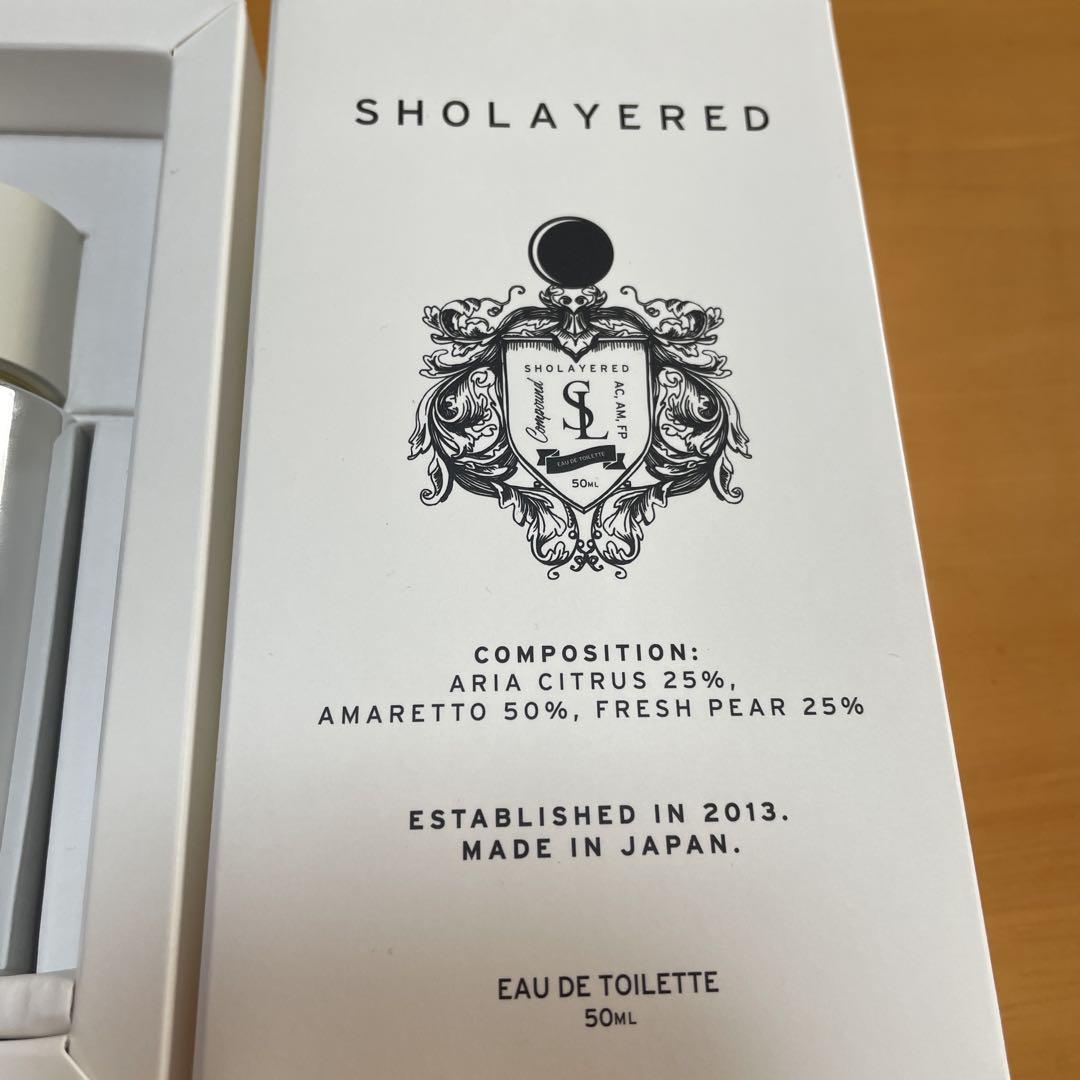 SHOLAYERED
SHOLAYERED
Compound
SL
AC, AM, FP
EAU DE TOILETTE
50ML
COMPOSITION:
ARIA CITRUS 25%,
AMARETTO 50%, FRESH PEAR 25%
ESTABLISHED IN 2013.
MADE IN JAPAN.
EAU DE TOILETTE
50ML